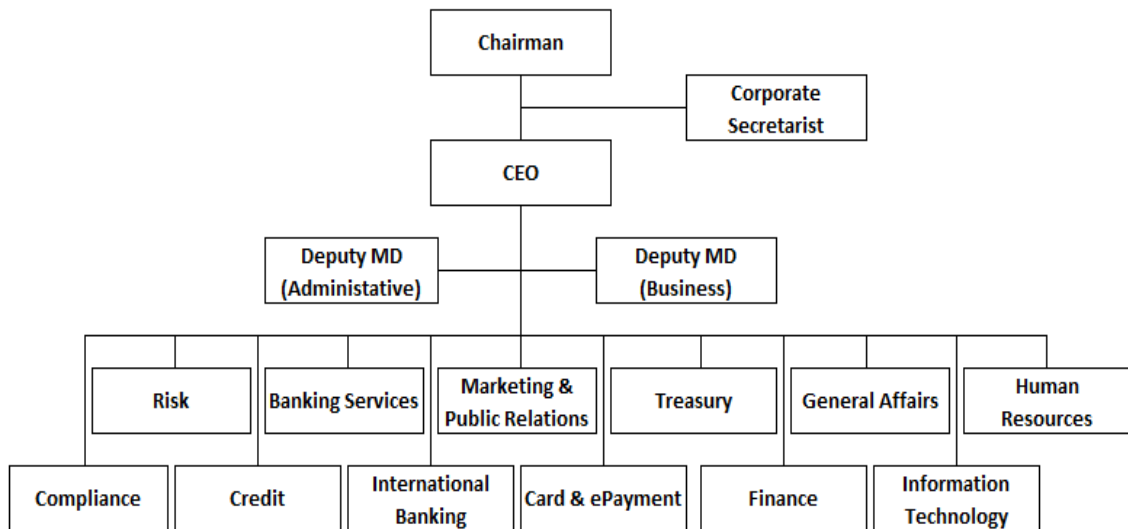 Chairman
Corporate
Secretarist
CEO
Deputy MD
(Administative)
Deputy MD
(Business)
Risk
Banking Services
Marketing &
Public Relations
Treasury
General Affairs
Human
Resources
Compliance
Credit
International
Banking
Card & ePayment
Finance
Information
Technology